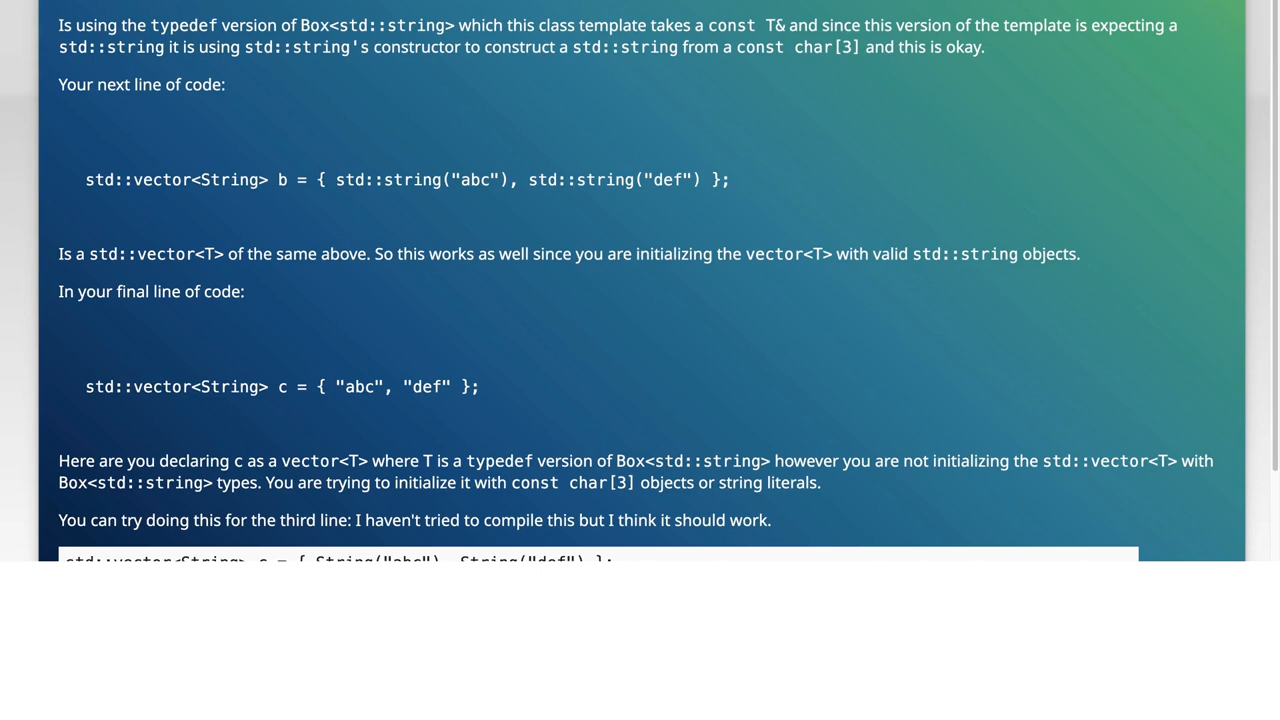 Is using the typedef version of Box<std::string> which this class template takes a const T& and since this version of the template is expecting a
std::string it is using std::string's constructor to construct a std::string from a const char[3] and this is okay.
Your next line of code:
std::vector<String> b = { std::string("abc"), std::string("def") };
Is a std::vector<T> of the same above. So this works as well since you are initializing the vector<T> with valid std::string objects.
In your final line of code:
std::vector<String> c = { "abc", "def" };
Here are you declaring c as a vector<T> where T is a typedef version of Box<std::string> however you are not initializing the std::vector<T> with
Box<std::string> types. You are trying to initialize it with const char[3] objects or string literals.
You can try doing this for the third line: I haven't tried to compile this but I think it should work.
std::vector<String> c = { String("abc"), String("def") };